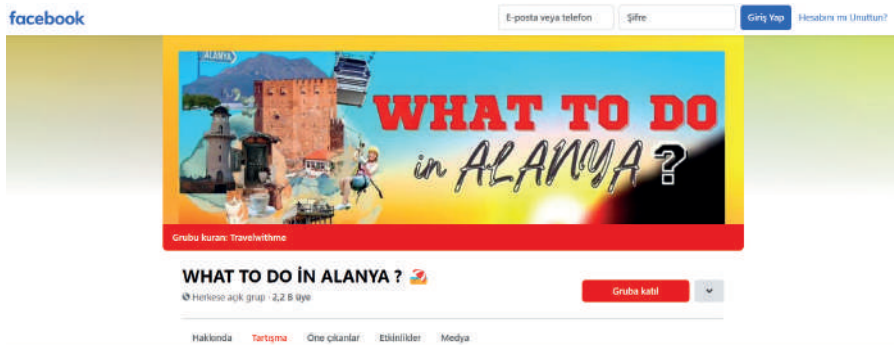 facebook
E-posta veya telefon
Şifre
Giriş Yap
Hesabını mı Unuttun?
ALANYA
WHAT TO DO
in ALANYA ?
Grubu kuran: Travelwithme
WHAT TO DO İN ALANYA ?
Herkese açık grup · 2,2 B üye
Gruba katıl
Hakkında Tartışma Öne çıkanlar Etkinlikler Medya